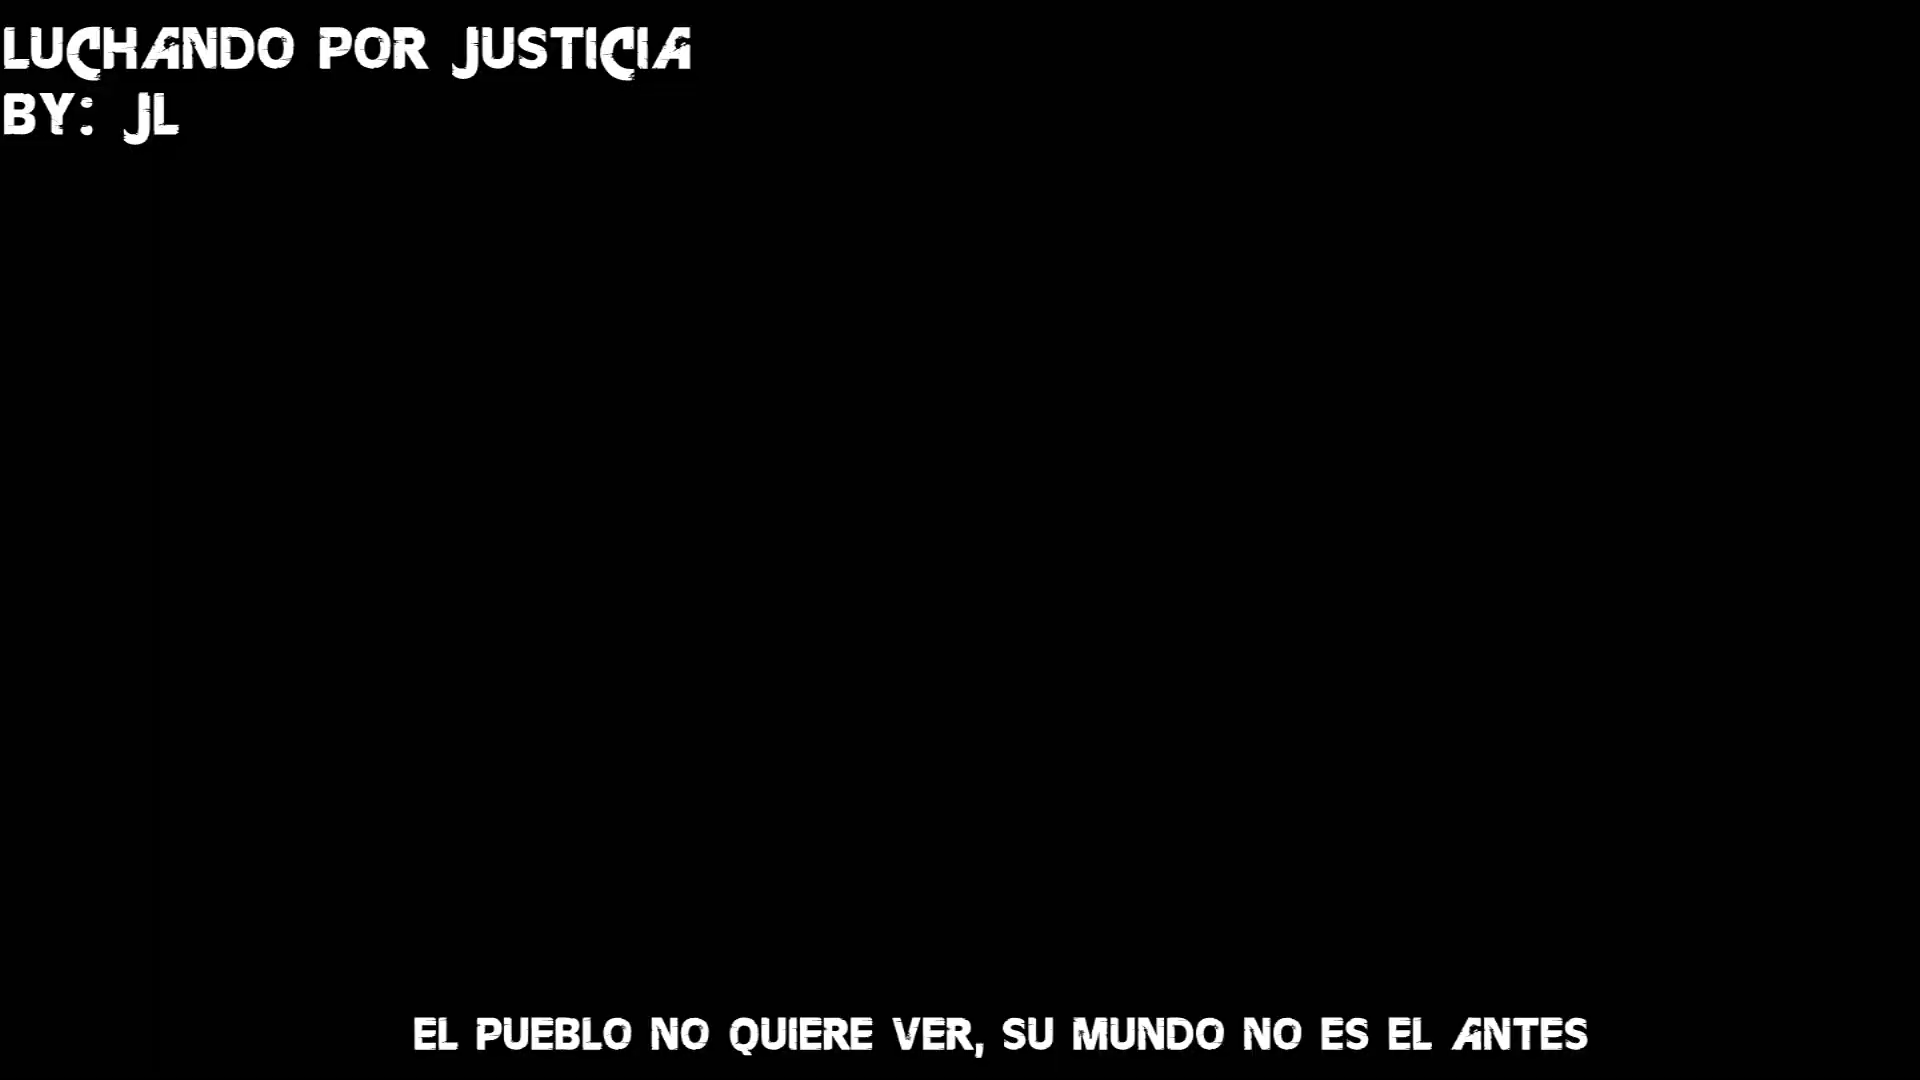 LUCHANDO POR JUSTICIA
BY: JL
EL PUEBLO NO QUIERE VER, SU MUNDO NO ES EL ANTES